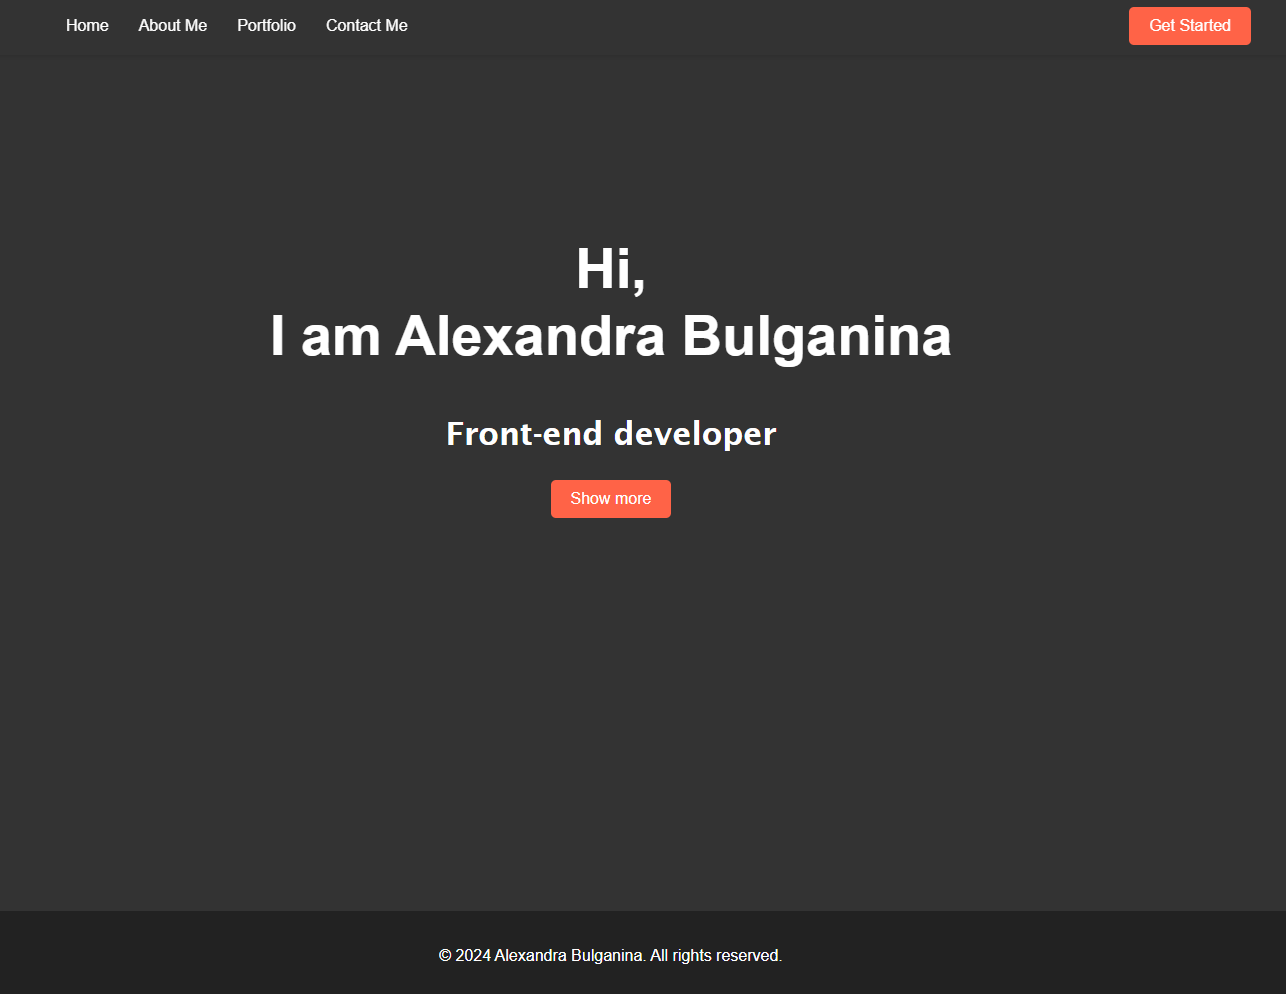 Home About Me Portfolio Contact Me Get Started
Hi,
I am Alexandra Bulganina
Front-end developer
Show more
© 2024 Alexandra Bulganina. All rights reserved.